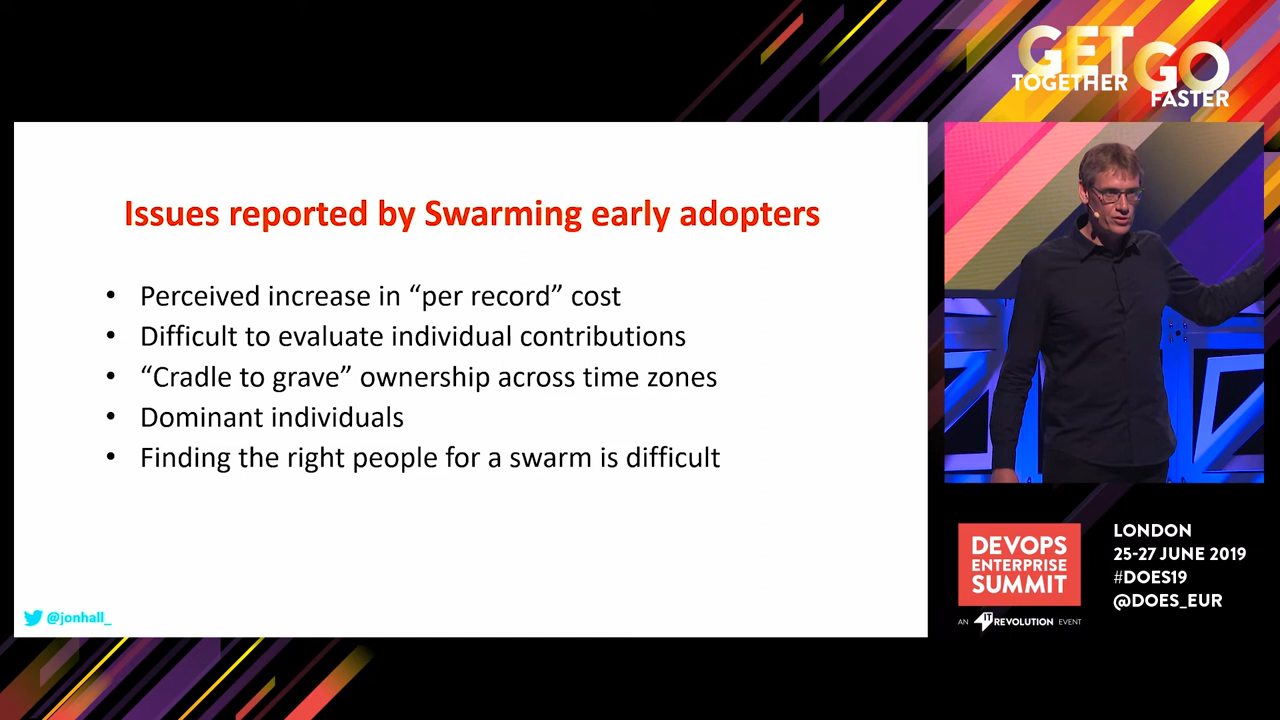 GET
TOGETHER
GO
FASTER
Issues reported by Swarming early adopters
• Perceived increase in “per record” cost
• Difficult to evaluate individual contributions
• “Cradle to grave” ownership across time zones
• Dominant individuals
• Finding the right people for a swarm is difficult
@jonhall_
DEVOPS
ENTERPRISE
SUMMIT
AN IT REVOLUTION EVENT
LONDON
25-27 JUNE 2019
#DOES19
@DOES_EUR